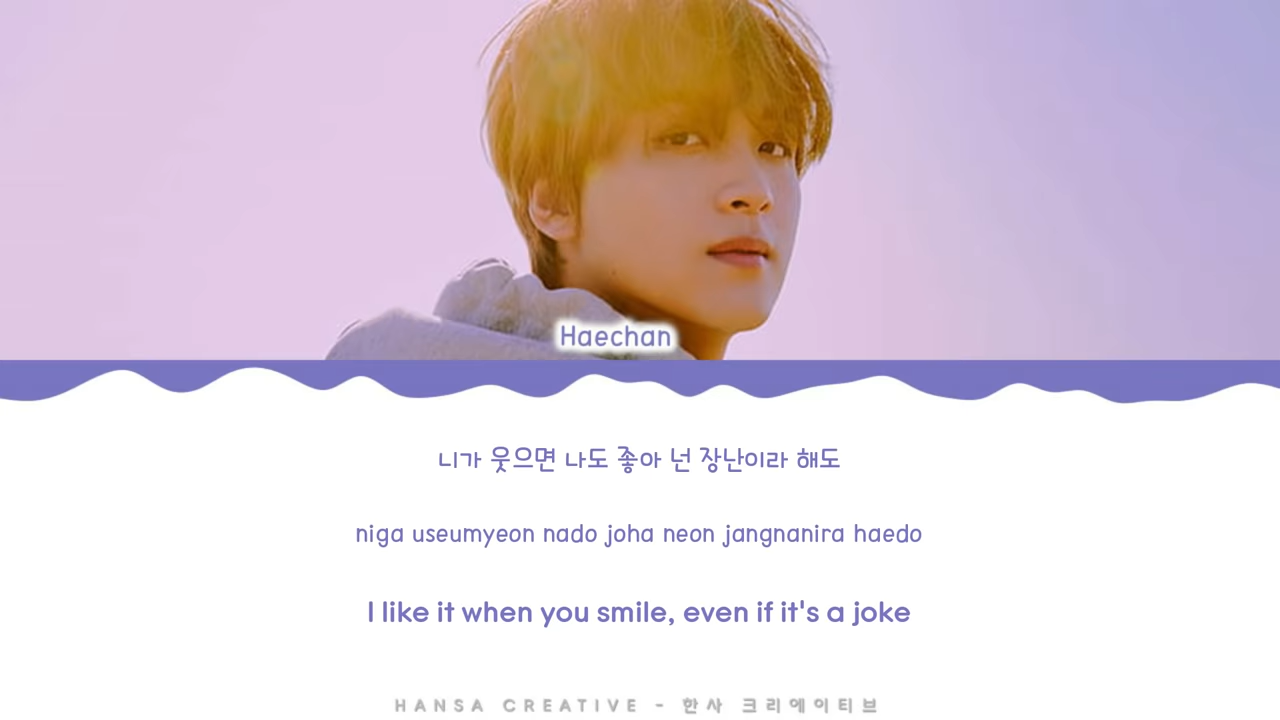 Haechan
니가 웃으면 나도 좋아 넌 장난이라 해도
niga useumyeon nado joha neon jangnanira haedo
I like it when you smile, even if it's a joke
HANSA CREATIVE - 한사 크리에이티브